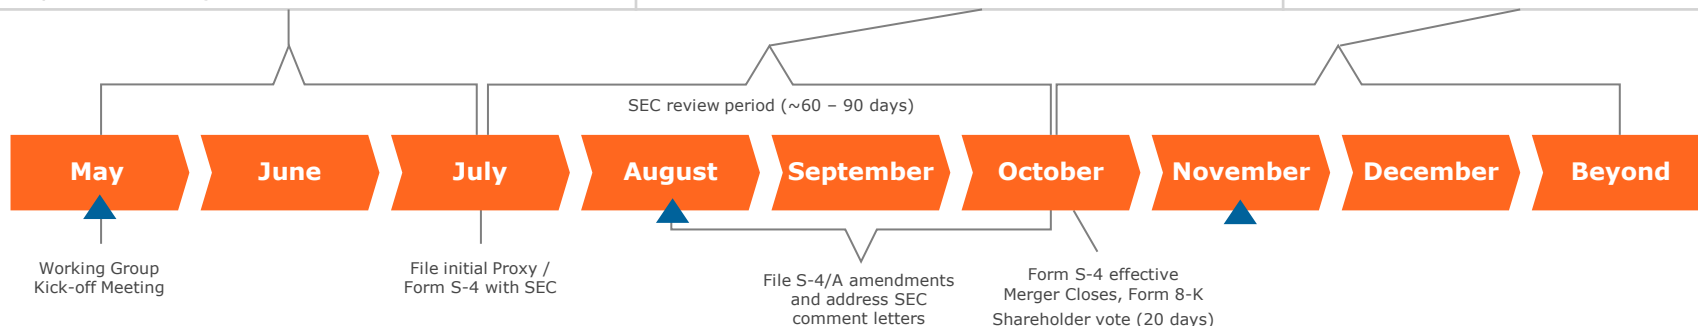 SEC review period (~60 – 90 days)
May
June
July
August
September
October
November
December
Beyond
Working Group
Kick-off Meeting
File initial Proxy /
Form S-4 with SEC
File S-4/A amendments
and address SEC
comment letters
Form S-4 effective
Merger Closes, Form 8-K
Shareholder vote (20 days)